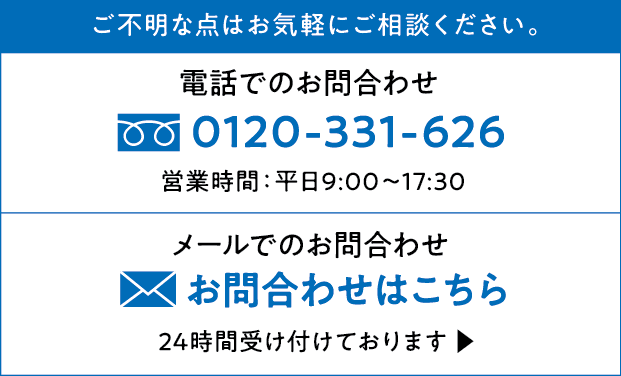 ご不明な点はお気軽にご相談ください。
電話でのお問合わせ
0120-331-626
営業時間：平日9:00～17:30
メールでのお問合わせ
お問合わせはこちら
24時間受け付けております ▶